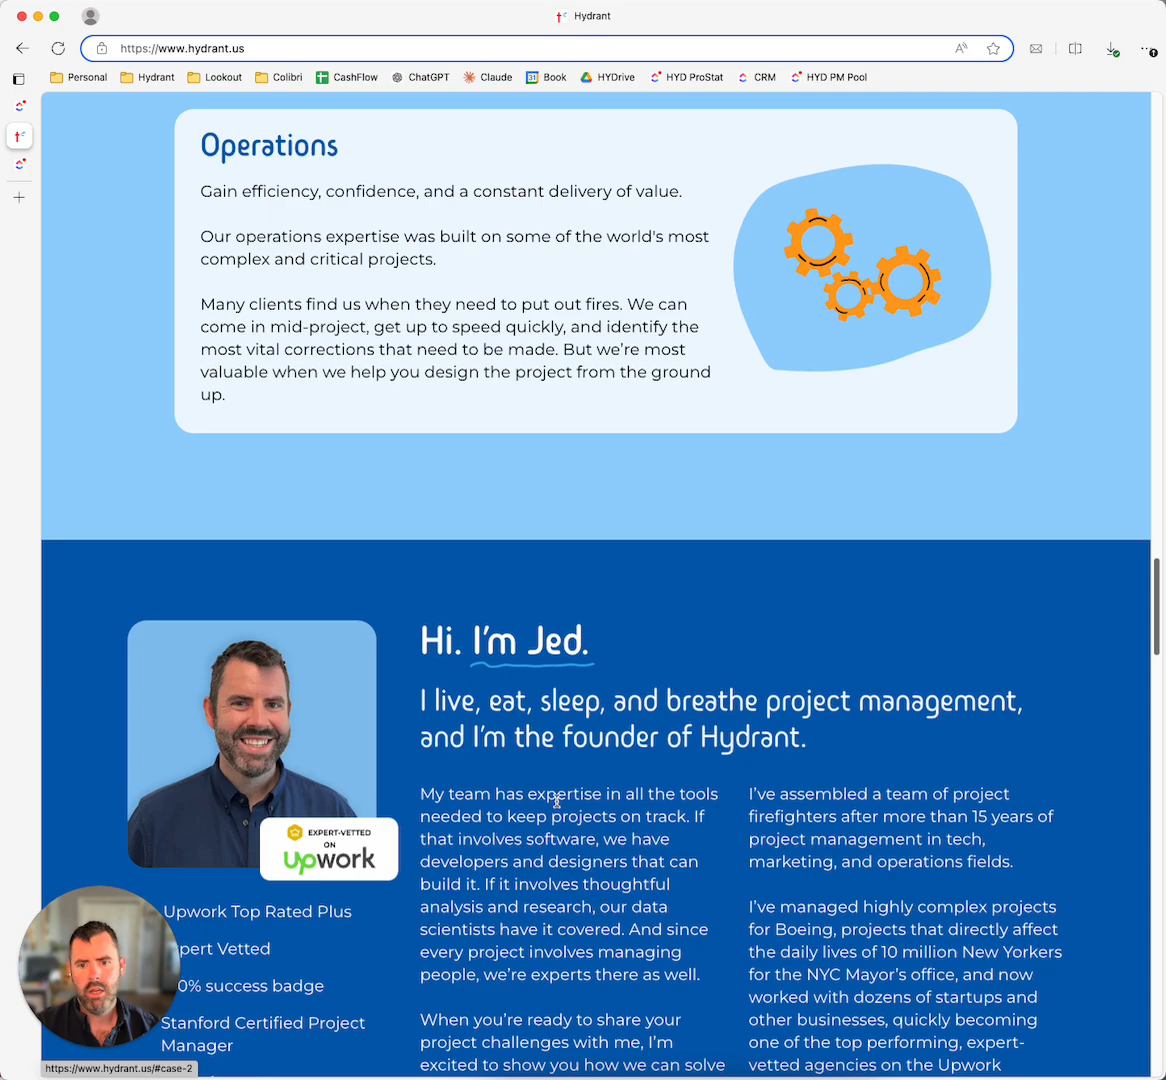 Hydrant
https://www.hydrant.us
Personal Hydrant Lookout Colibri CashFlow ChatGPT Claude 31 Book HYDrive HYD ProStat CRM HYD PM Pool
Operations
Gain efficiency, confidence, and a constant delivery of value.
Our operations expertise was built on some of the world's most
complex and critical projects.
Many clients find us when they need to put out fires. We can
come in mid-project, get up to speed quickly, and identify the
most vital corrections that need to be made. But we’re most
valuable when we help you design the project from the ground
up.
EXPERT-VETTED
ON
upwork
Upwork Top Rated Plus
pert Vetted
0% success badge
Stanford Certified Project
Manager
Hi. I’m Jed.
I live, eat, sleep, and breathe project management,
and I’m the founder of Hydrant.
My team has expertise in all the tools
needed to keep projects on track. If
that involves software, we have
developers and designers that can
build it. If it involves thoughtful
analysis and research, our data
scientists have it covered. And since
every project involves managing
people, we’re experts there as well.
When you’re ready to share your
project challenges with me, I’m
excited to show you how we can solve
I’ve assembled a team of project
firefighters after more than 15 years of
project management in tech,
marketing, and operations fields.
I’ve managed highly complex projects
for Boeing, projects that directly affect
the daily lives of 10 million New Yorkers
for the NYC Mayor’s office, and now
worked with dozens of startups and
other businesses, quickly becoming
one of the top performing, expert-
vetted agencies on the Upwork
https://www.hydrant.us/#case-2